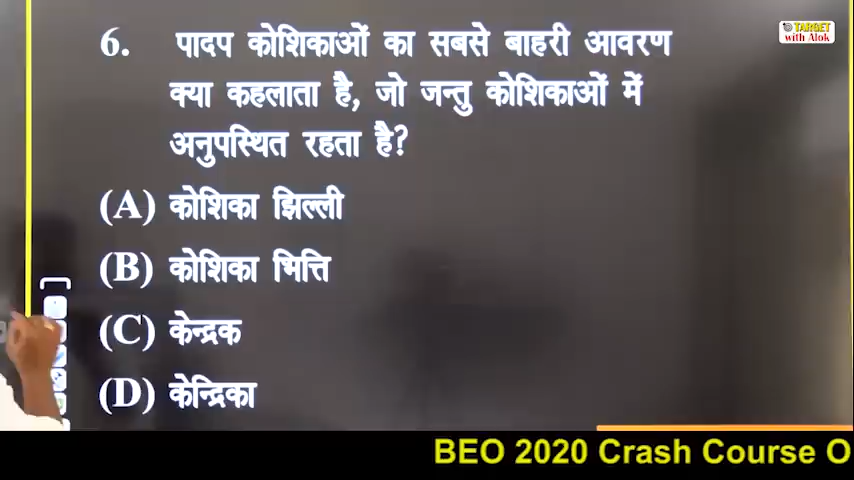 TARGET
with Alok
6. पादप कोशिकाओं का सबसे बाहरी आवरण
क्या कहलाता है, जो जन्तु कोशिकाओं में
अनुपस्थित रहता है?
(A) कोशिका झिल्ली
(B) कोशिका भित्ति
(C) केन्द्रक
(D) केन्द्रिका
BEO 2020 Crash Course O